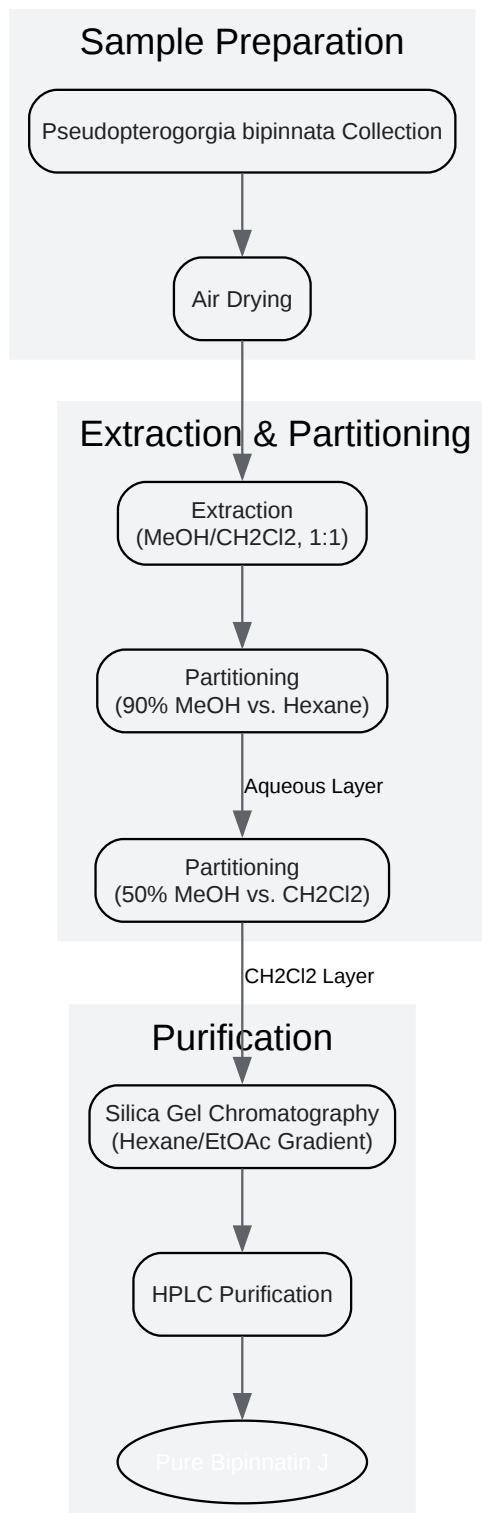 Sample Preparation
Pseudopterogorgia bipinnata Collection
Air Drying
Extraction & Partitioning
Extraction
(MeOH/CH2Cl2, 1:1)
Partitioning
(90% MeOH vs. Hexane)
Aqueous Layer
Partitioning
(50% MeOH vs. CH2Cl2)
CH2Cl2 Layer
Purification
Silica Gel Chromatography
(Hexane/EtOAc Gradient)
HPLC Purification
Pure Bipinnatin J